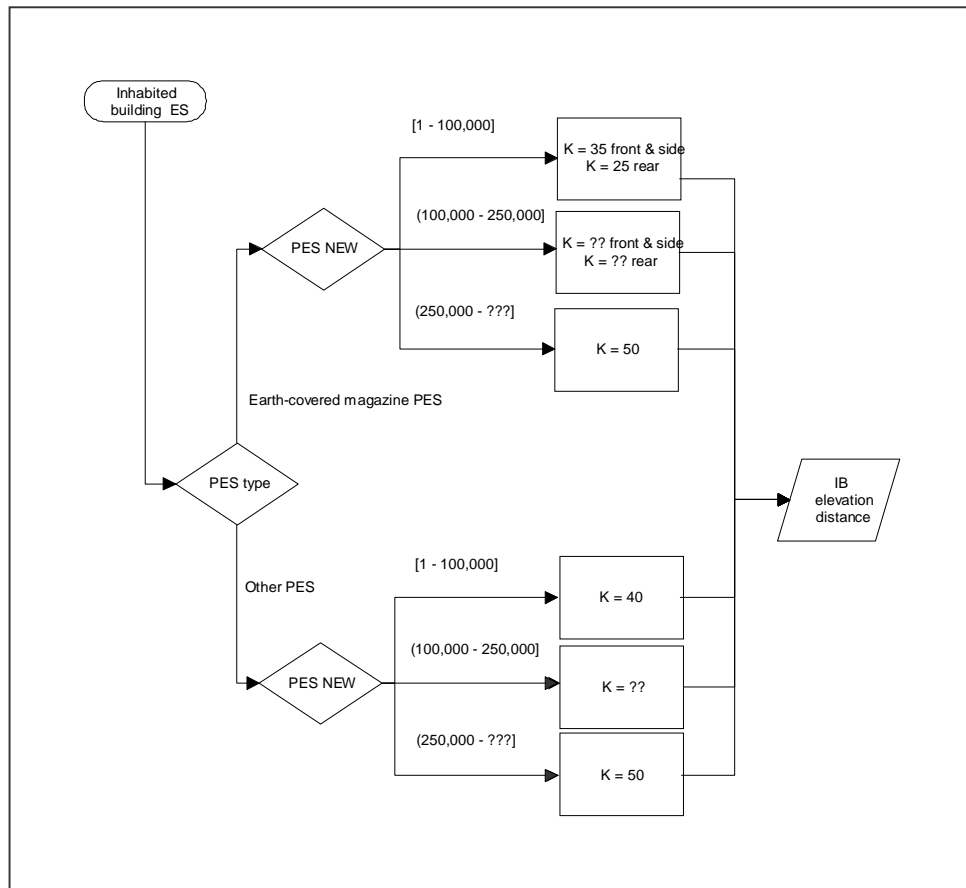 Inhabited
building ES
[1 - 100,000]
K = 35 front & side
K = 25 rear
(100,000 - 250,000]
PES NEW
K = ?? front & side
K = ?? rear
(250,000 - ???]
K = 50
Earth-covered magazine PES
PES type
IB
elevation
distance
Other PES
[1 - 100,000]
K = 40
(100,000 - 250,000]
PES NEW
K = ??
(250,000 - ???]
K = 50